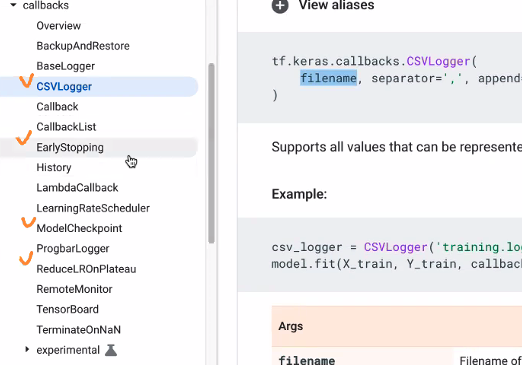 callbacks
Overview
BackupAndRestore
BaseLogger
CSVLogger
Callback
CallbackList
EarlyStopping
History
LambdaCallback
LearningRateScheduler
ModelCheckpoint
ProgbarLogger
ReduceLROnPlateau
RemoteMonitor
TensorBoard
TerminateOnNaN
experimental
View aliases
tf.keras.callbacks.CSVLogger(
filename, separator=',', append=
)
Supports all values that can be represente
Example:
csv_logger = CSVLogger('training.lo
model.fit(X_train, Y_train, callbac
Args
filename Filename of